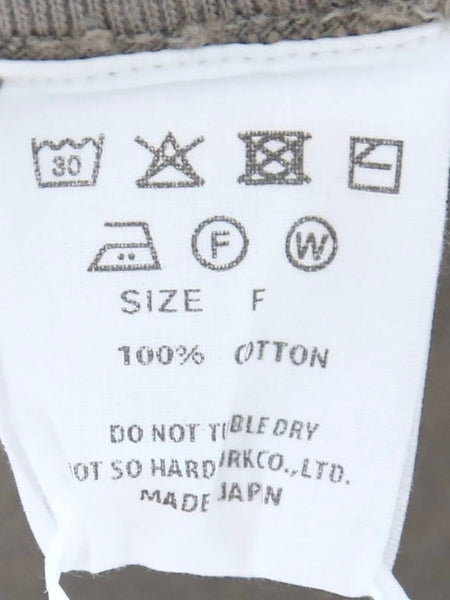 30
F W
SIZE F
100% OTTON
DO NOT BLE DRY
OT SO HARD RKCO.,LTD.
MADE JAPN